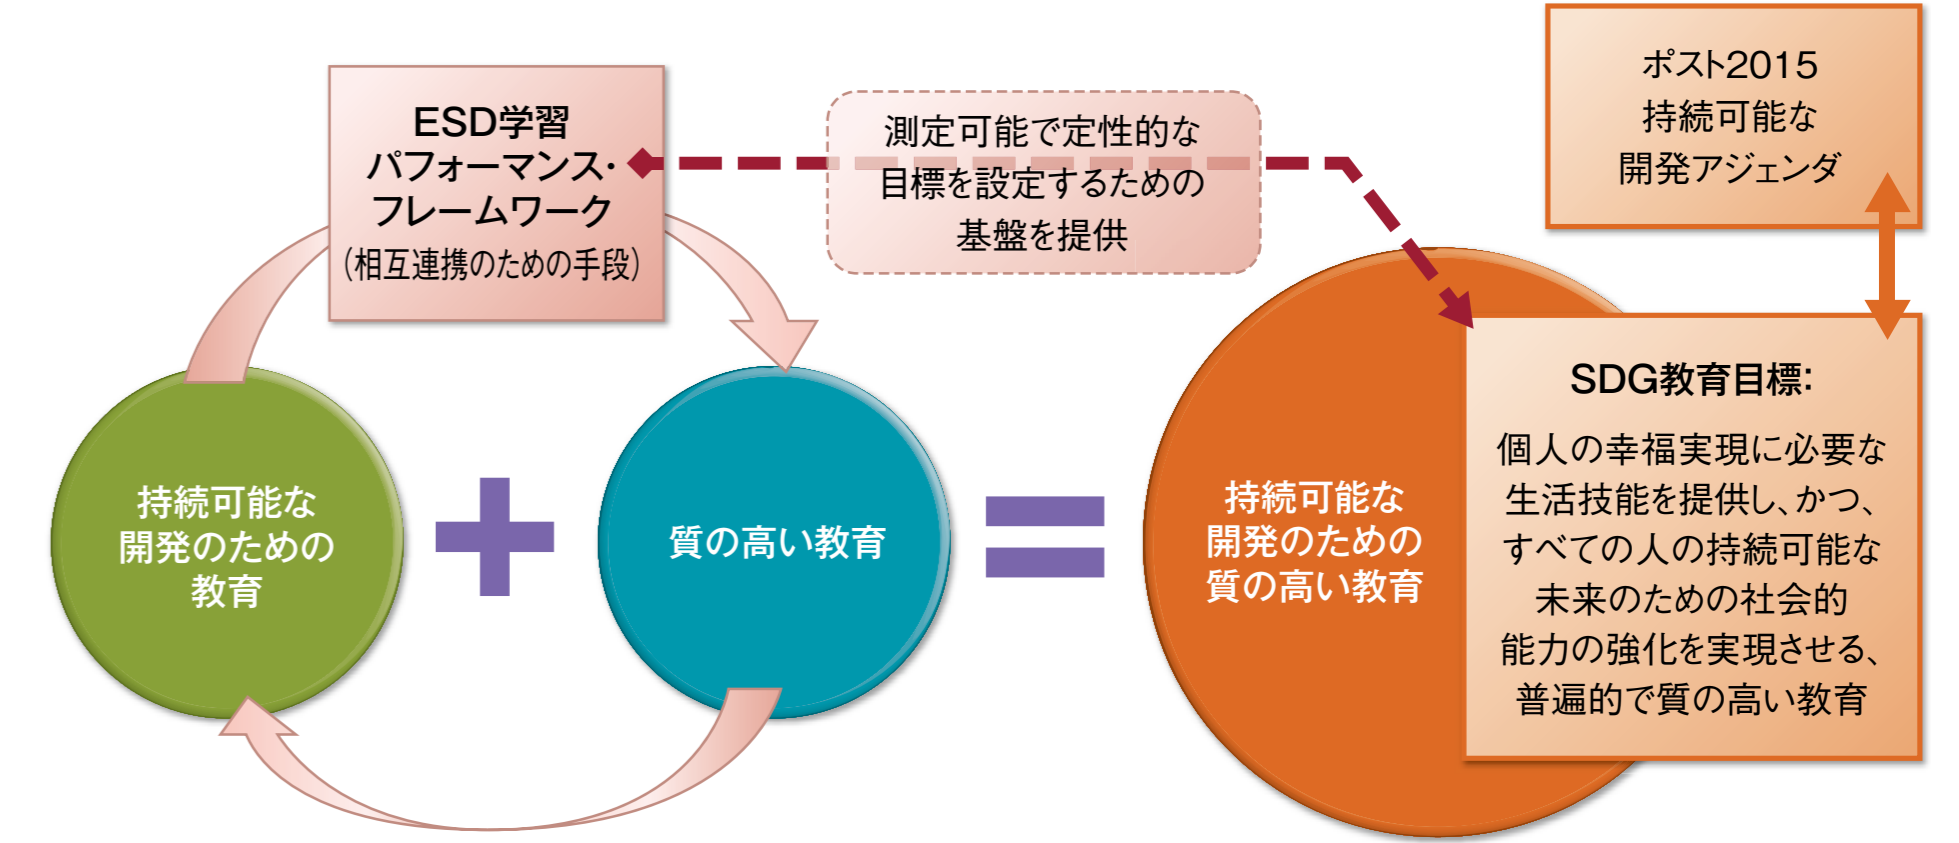 ESD学習
パフォーマンス・
フレームワーク
（相互連携のための手段）
測定可能で定性的な
目標を設定するための
基盤を提供
ポスト2015
持続可能な
開発アジェンダ
持続可能な
開発のための
教育
質の高い教育
持続可能な
開発のための
質の高い教育
SDG教育目標：
個人の幸福実現に必要な
生活技能を提供し、かつ、
すべての人の持続可能な
未来のための社会的
能力の強化を実現させる、
普遍的で質の高い教育